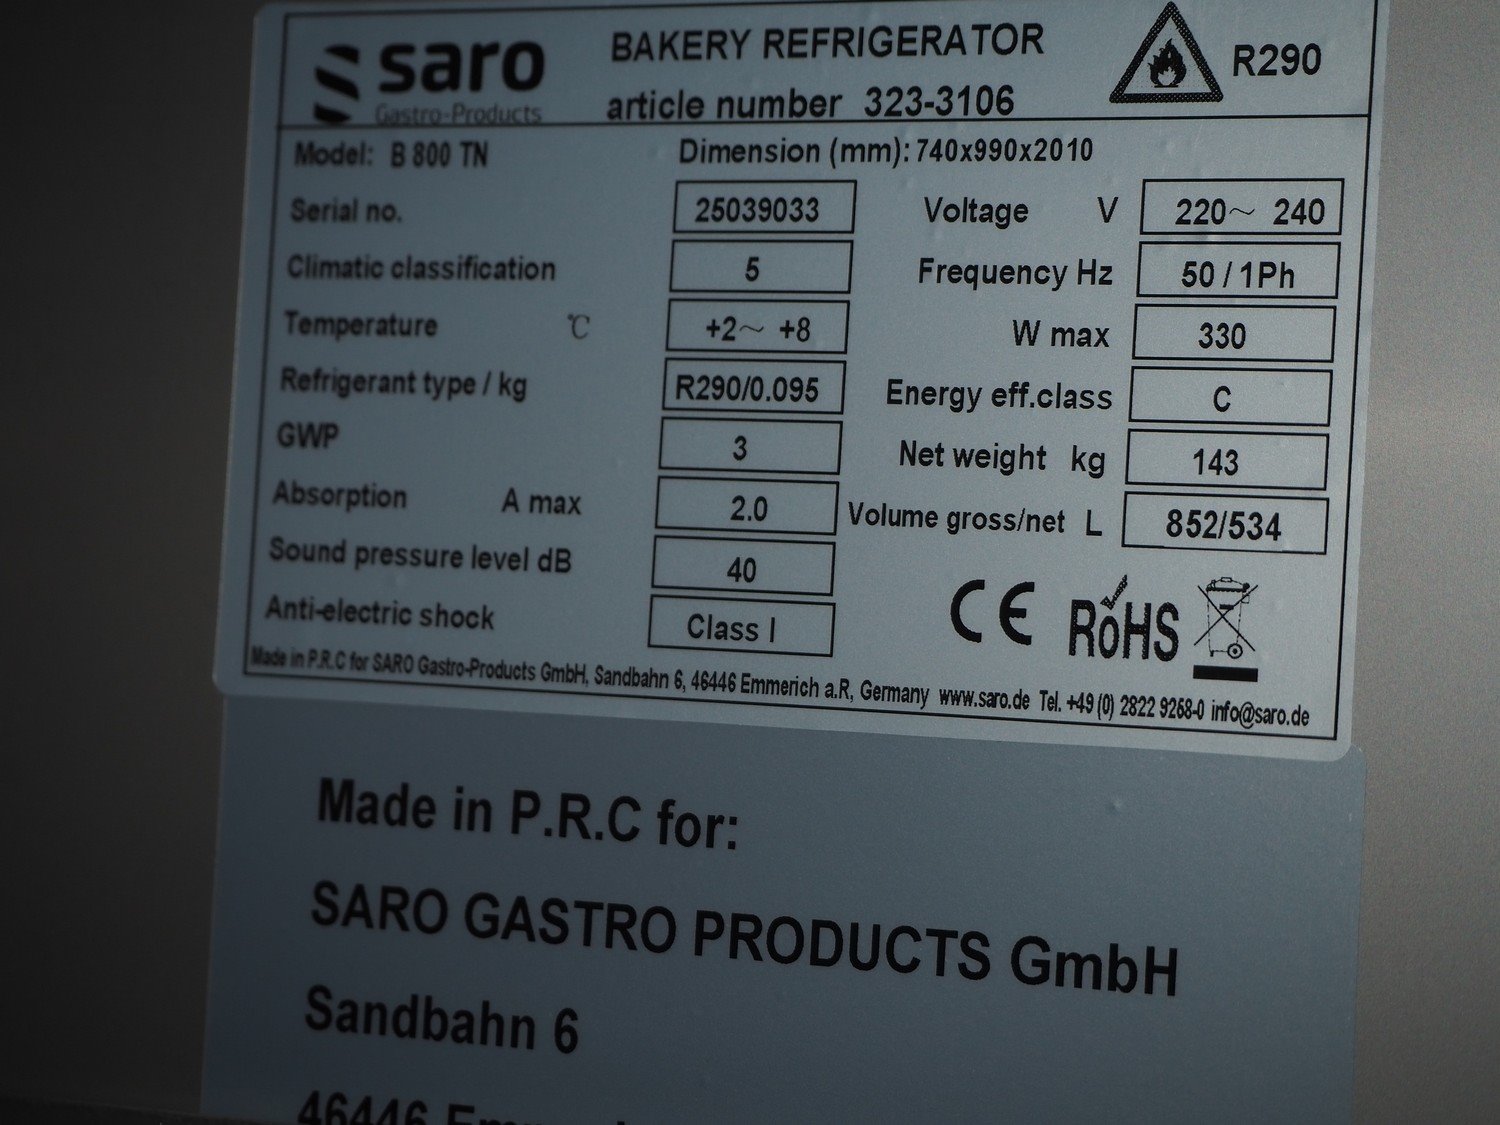 saro
Gastro-Products
BAKERY REFRIGERATOR
article number 323-3106
R290
Model: B 800 TN
Dimension (mm): 740x990x2010
Serial no. 25039033
Voltage V 220~ 240
Climatic classification 5
Frequency Hz 50 / 1Ph
Temperature ℃ +2~ +8
W max 330
Refrigerant type / kg R290/0.095
Energy eff.class C
GWP 3
Net weight kg 143
Absorption A max 2.0
Volume gross/net L 852/534
Sound pressure level dB 40
Anti-electric shock Class I
CE RoHS
Made in P.R.C for SARO Gastro-Products GmbH, Sandbahn 6, 46446 Emmerich a.R, Germany www.saro.de Tel. +49 (0) 2822 9268-0 info@saro.de
Made in P.R.C for:
SARO GASTRO PRODUCTS GmbH
Sandbahn 6
46446